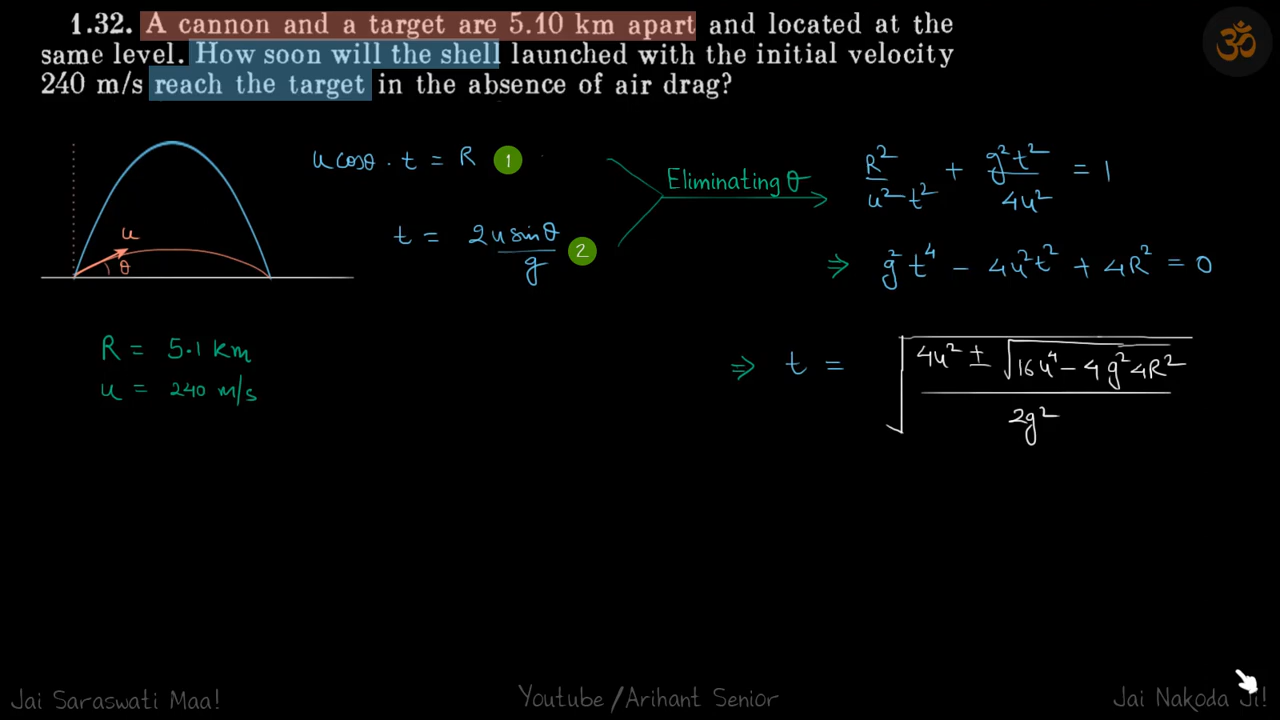 1.32. A cannon and a target are 5.10 km apart and located at the
same level. How soon will the shell launched with the initial velocity
240 m/s reach the target in the absence of air drag?
ॐ
u cosθ · t = R 1
t = 2u sinθ / g 2
Eliminating θ
R²/u²t² + g²t²/4u² = 1
⇒ g²t⁴ − 4u²t² + 4R² = 0
u
θ
R = 5.1 km
u = 240 m/s
⇒ t = √((4u² ± √(16u⁴ − 4g²4R²)) / 2g²)
Jai Saraswati Maa!
Youtube /Arihant Senior
Jai Nakoda Ji!